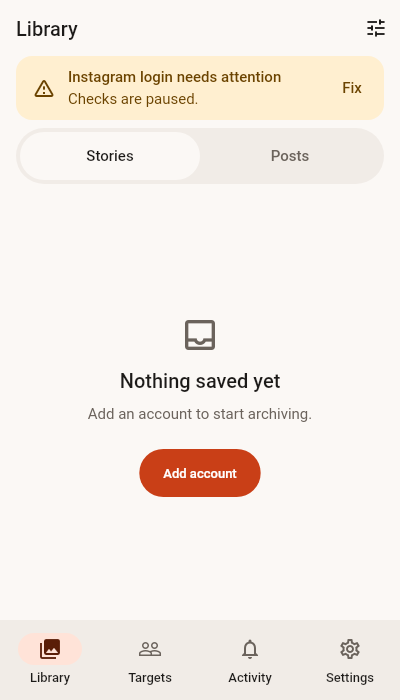 Library
Instagram login needs attention
Checks are paused.
Fix
Stories
Posts
Nothing saved yet
Add an account to start archiving.
Add account
Library
Targets
Activity
Settings